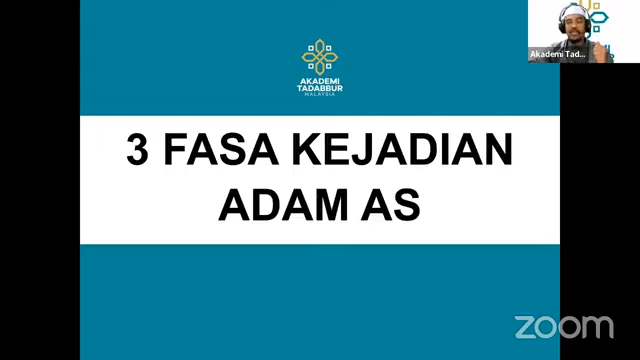 AKADEMI
TADABBUR
MALAYSIA
3 FASA KEJADIAN
ADAM AS
Akademi Tad...
zoom